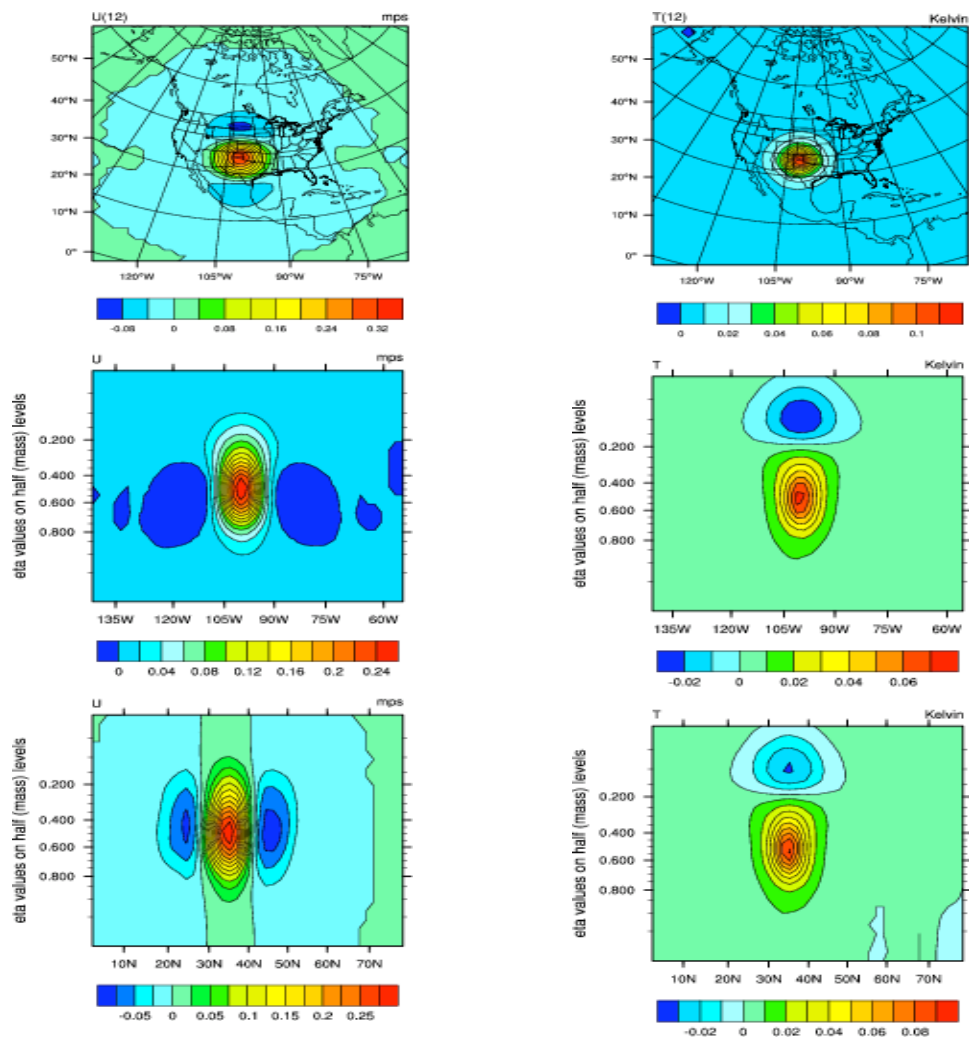 U(12) mps
50°N
40°N
30°N
20°N
10°N
0°
120°W 105°W 90°W 75°W
-0.08 0 0.08 0.16 0.24 0.32
T(12) Kelvin
50°N
40°N
30°N
20°N
10°N
0°
120°W 105°W 90°W 75°W
0 0.02 0.04 0.06 0.08 0.1
U mps
eta values on half (mass) levels
0.200
0.400
0.600
0.800
135W 120W 105W 90W 75W 60W
0 0.04 0.08 0.12 0.16 0.2 0.24
T Kelvin
eta values on half (mass) levels
0.200
0.400
0.600
0.800
135W 120W 105W 90W 75W 60W
-0.02 0 0.02 0.04 0.06
U mps
eta values on half (mass) levels
0.200
0.400
0.600
0.800
10N 20N 30N 40N 50N 60N 70N
-0.05 0 0.05 0.1 0.15 0.2 0.25
T Kelvin
eta values on half (mass) levels
0.200
0.400
0.600
0.800
10N 20N 30N 40N 50N 60N 70N
-0.02 0 0.02 0.04 0.06 0.08